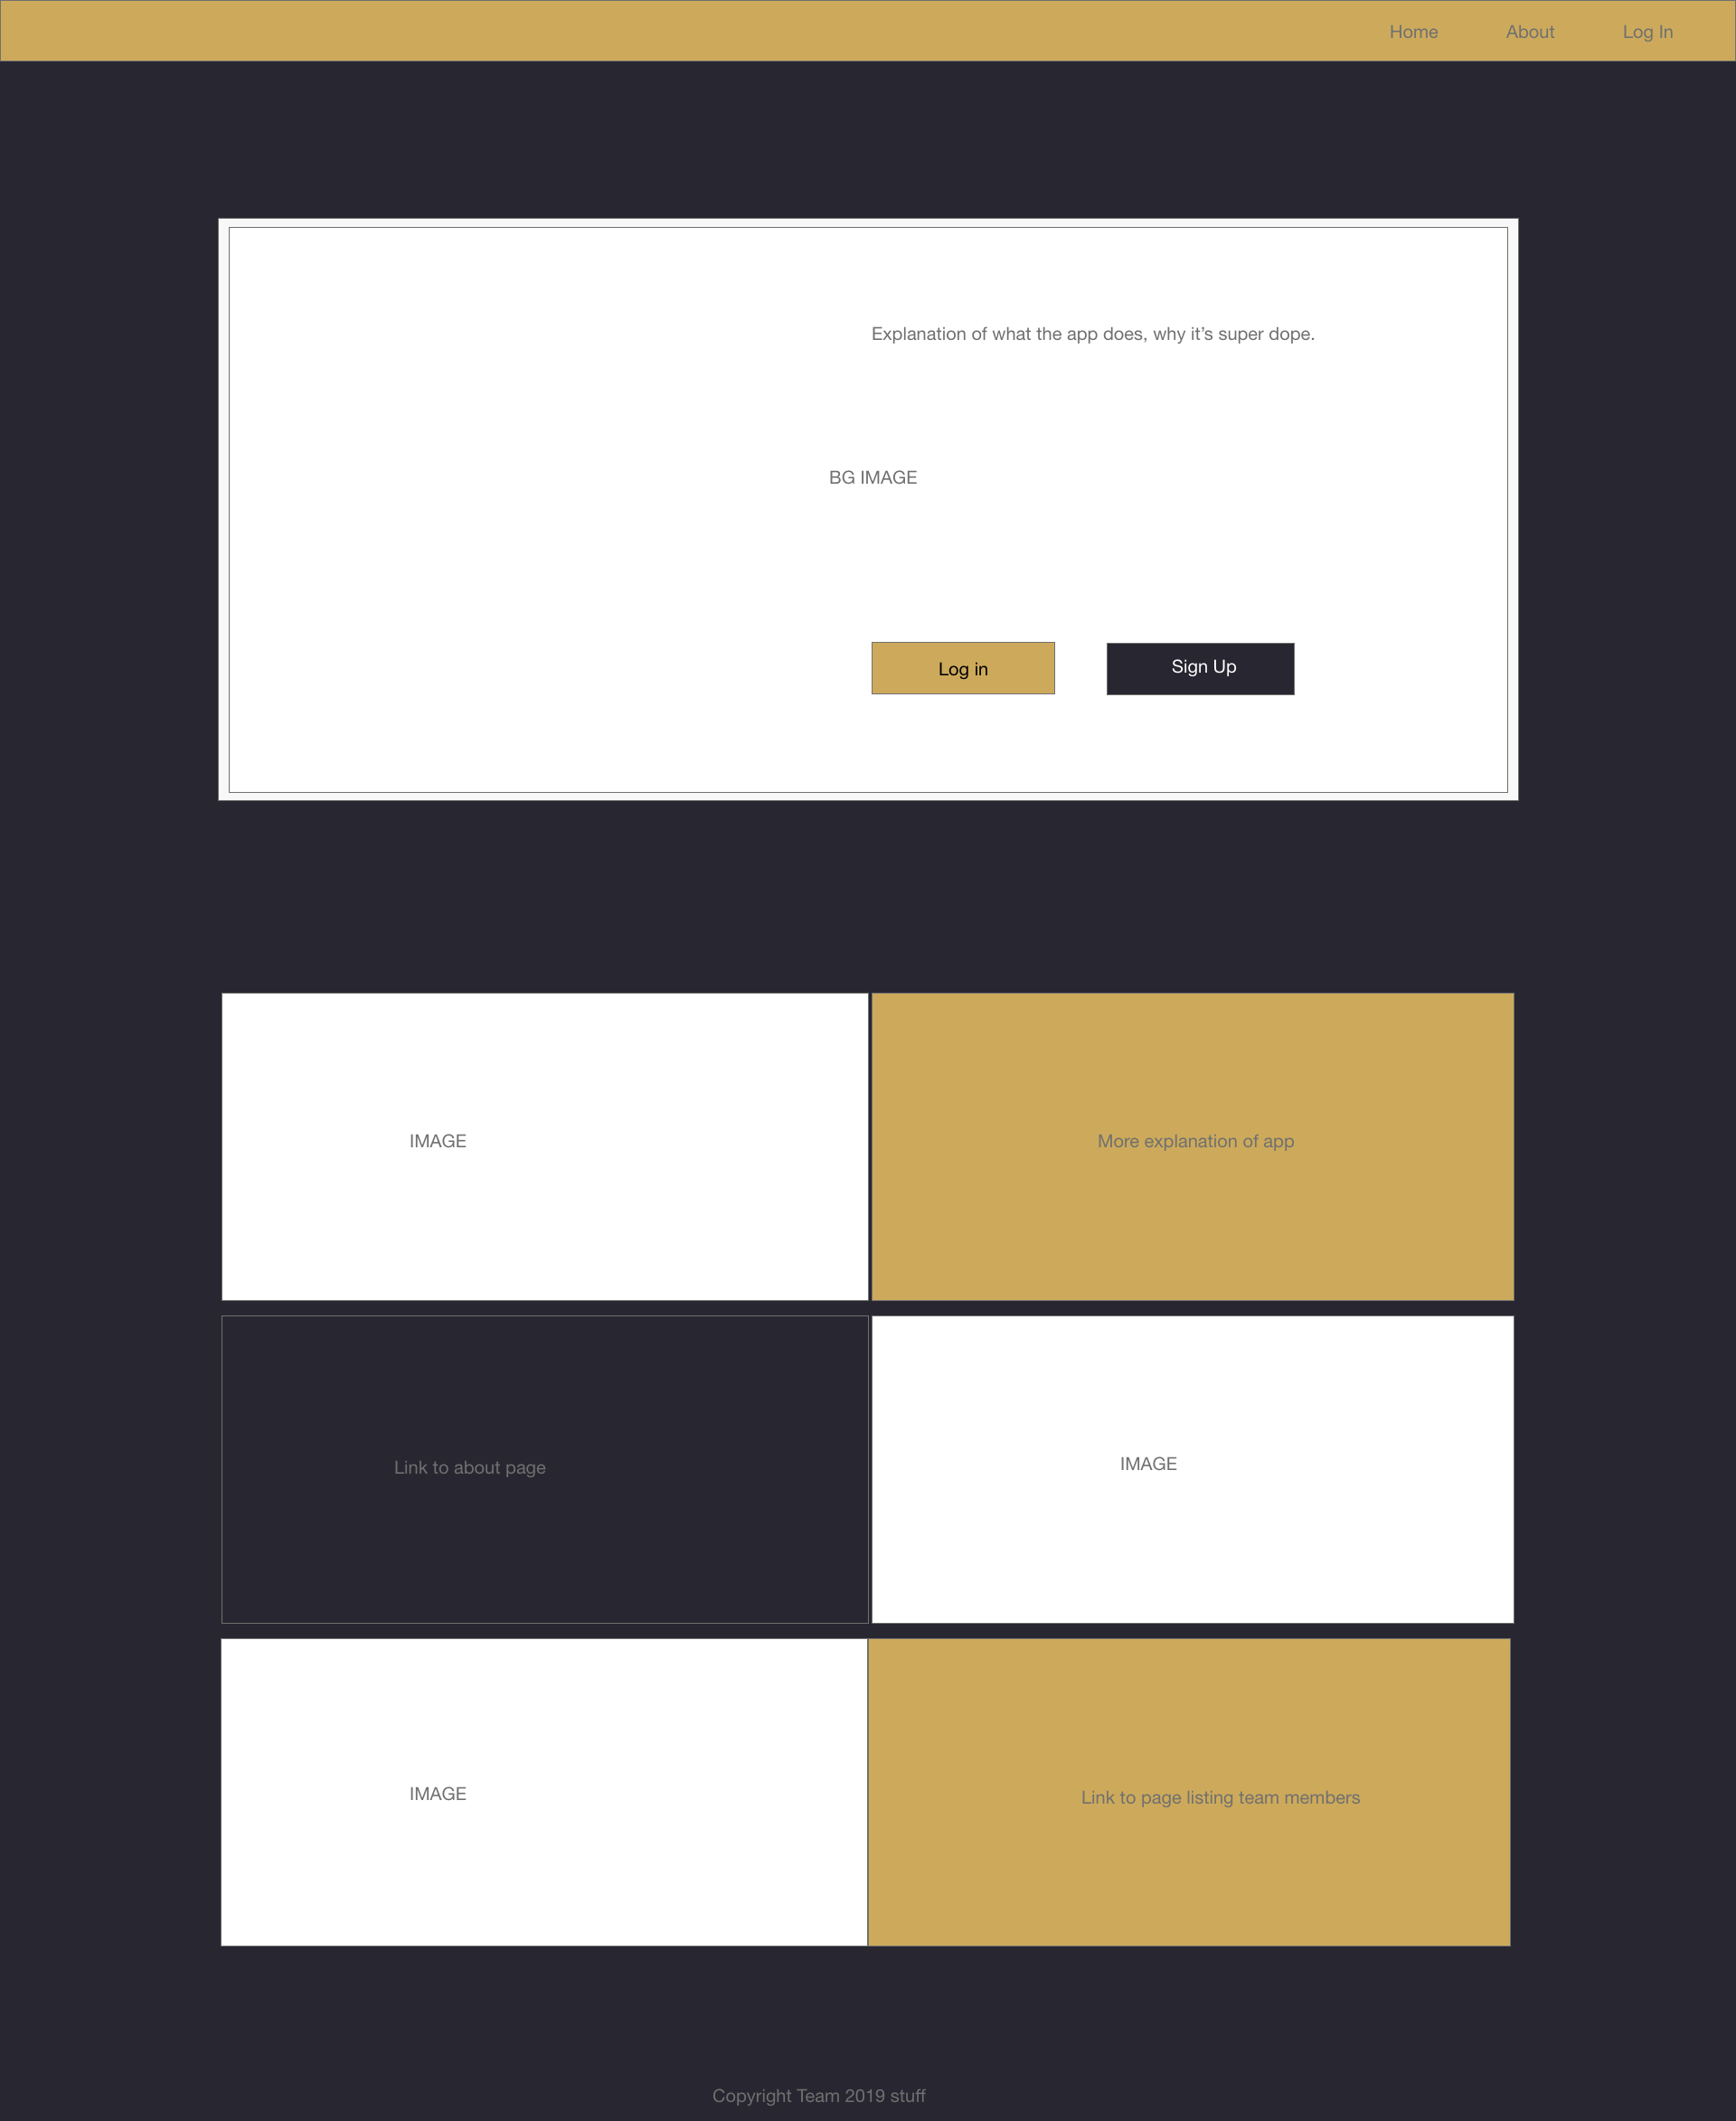 Home About Log In
Explanation of what the app does, why it’s super dope.
BG IMAGE
Log in Sign Up
IMAGE
More explanation of app
Link to about page
IMAGE
IMAGE
Link to page listing team members
Copyright Team 2019 stuff